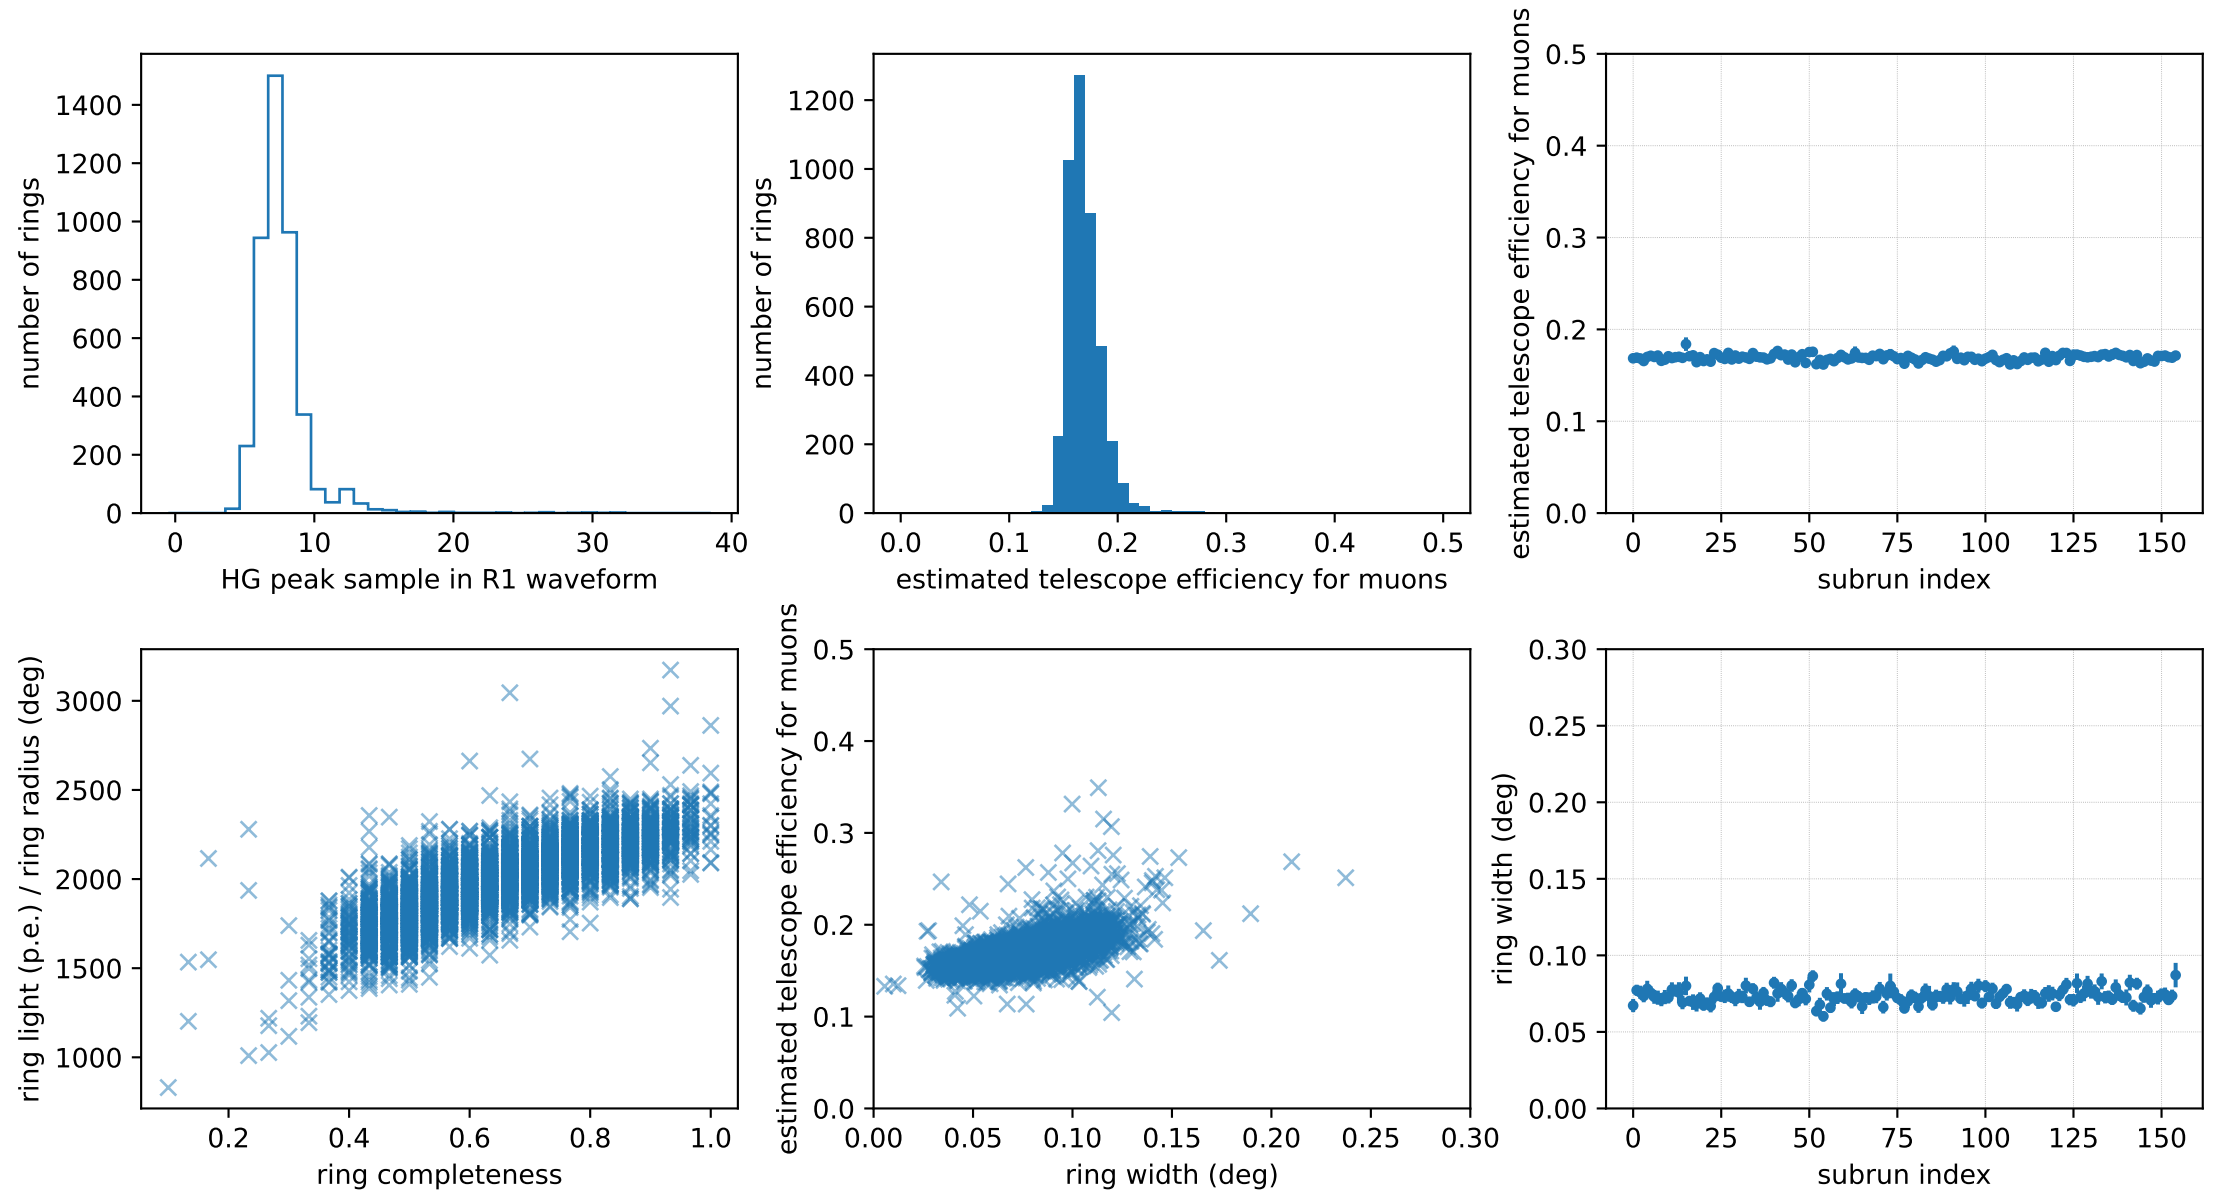 number of rings
1400
1200
1000
800
600
400
200
0
0 10 20 30 40
HG peak sample in R1 waveform
number of rings
1200
1000
800
600
400
200
0
0.0 0.1 0.2 0.3 0.4 0.5
estimated telescope efficiency for muons
estimated telescope efficiency for muons
0.5
0.4
0.3
0.2
0.1
0.0
0 25 50 75 100 125 150
subrun index
ring light (p.e.) / ring radius (deg)
3000
2500
2000
1500
1000
0.2 0.4 0.6 0.8 1.0
ring completeness
estimated telescope efficiency for muons
0.5
0.4
0.3
0.2
0.1
0.0
0.00 0.05 0.10 0.15 0.20 0.25 0.30
ring width (deg)
ring width (deg)
0.30
0.25
0.20
0.15
0.10
0.05
0.00
0 25 50 75 100 125 150
subrun index